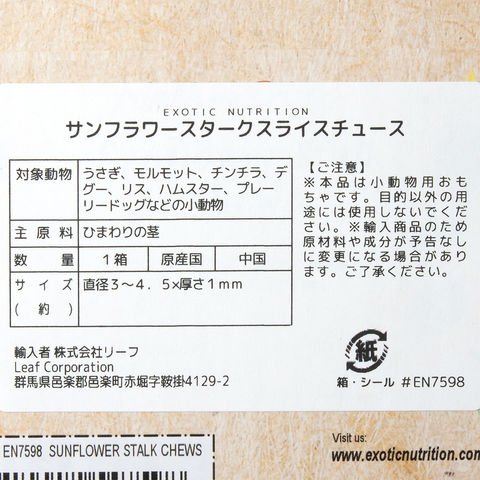 EXOTIC NUTRITION
サンフラワースタークスライスチュース
対象動物
うさぎ、モルモット、チンチラ、デ
グー、リス、ハムスター、プレー
リードッグなどの小動物
主原料
ひまわりの茎
数量
1箱
原産国
中国
サイズ
(約)
直径3~4.5×厚さ1mm
【ご注意】
※本品は小動物用おも
ちゃです。目的以外の用
途には使用しないでくだ
さい。※輸入商品のため
原材料や成分が予告なし
に変更になる場合があり
ます。ご了承ください。
輸入者 株式会社リーフ
Leaf Corporation
群馬県邑楽郡邑楽町赤堀字鞍掛4129-2
紙
箱・シール #EN7598
EN7598 SUNFLOWER STALK CHEWS
Visit us:
www.exoticnutrition.com